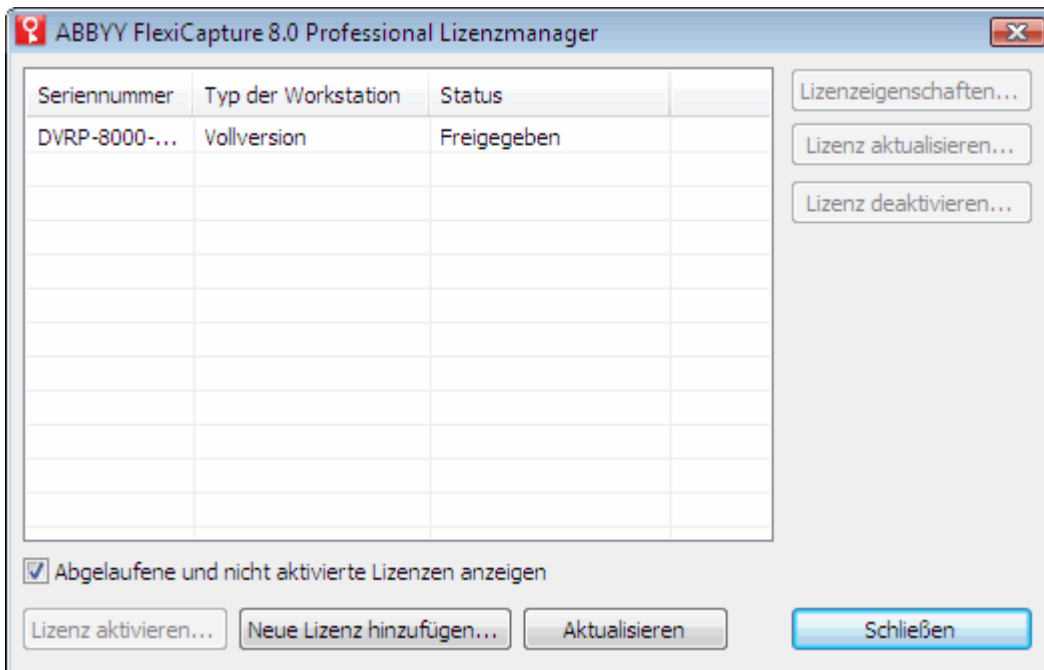 ABBYY FlexiCapture 8.0 Professional Lizenzmanager
Seriennummer Typ der Workstation Status
DVRP-8000-... Vollversion Freigegeben
Lizenzeigenschaften...
Lizenz aktualisieren...
Lizenz deaktivieren...
Abgelaufene und nicht aktivierte Lizenzen anzeigen
Lizenz aktivieren... Neue Lizenz hinzufügen... Aktualisieren Schließen